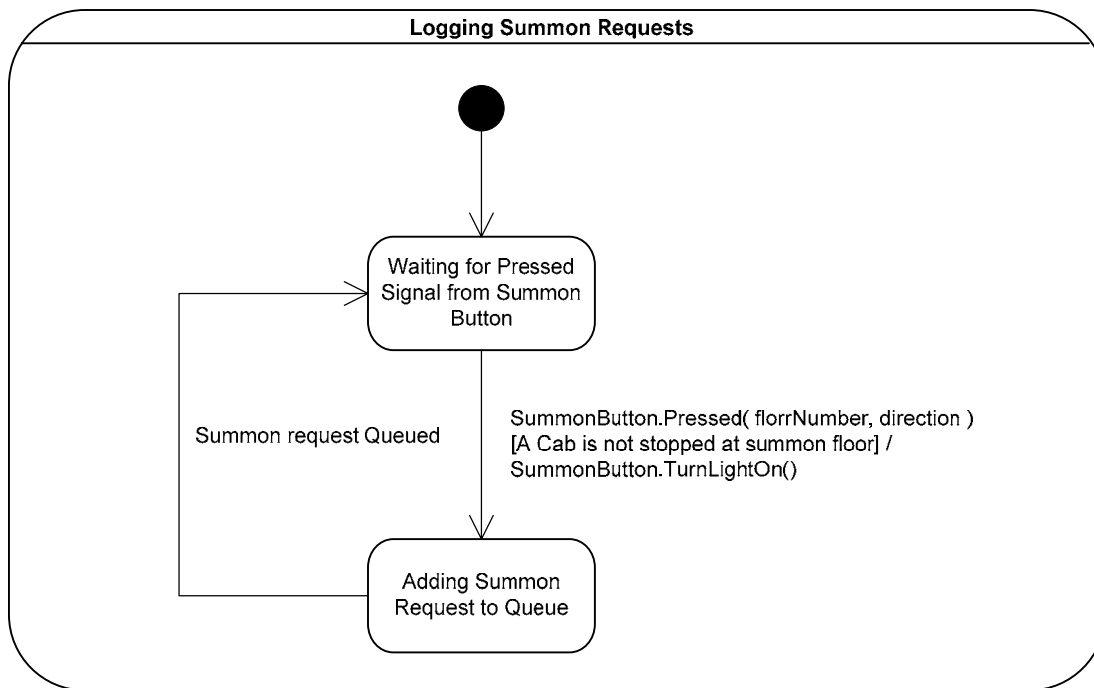 Logging Summon Requests
Waiting for Pressed
Signal from Summon
Button
SummonButton.Pressed( florrNumber, direction )
[A Cab is not stopped at summon floor] /
SummonButton.TurnLightOn()
Summon request Queued
Adding Summon
Request to Queue